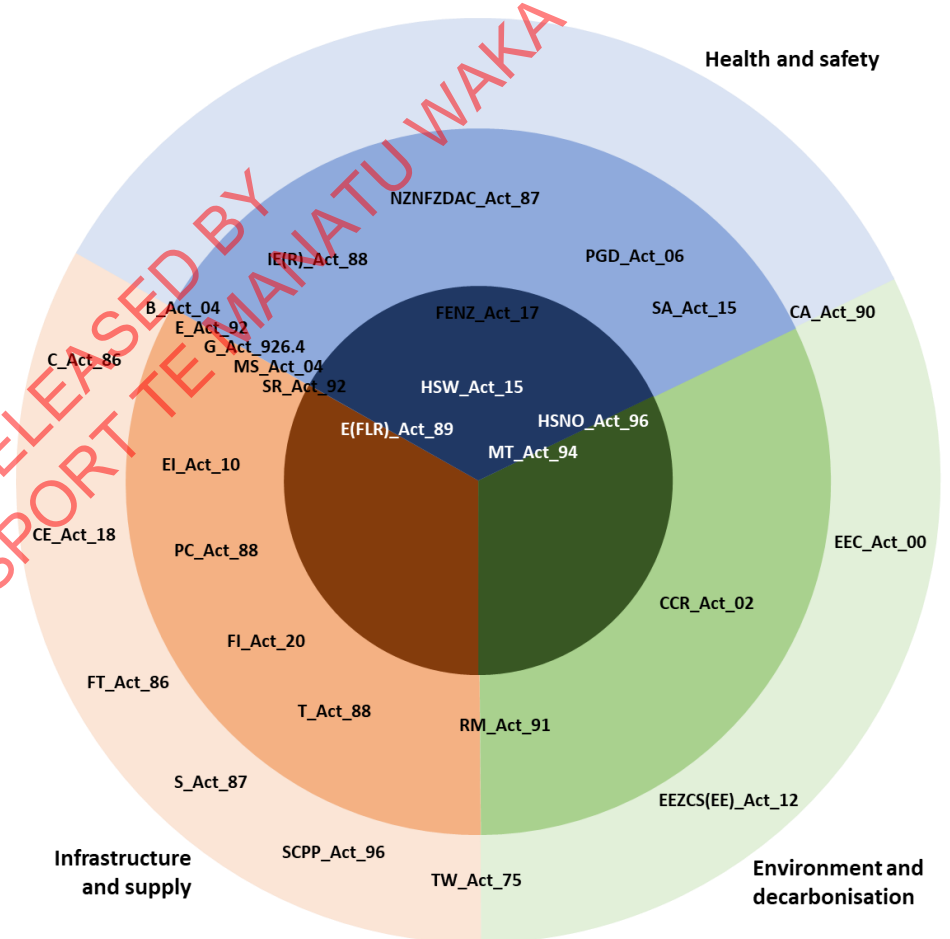 RELEASED BY
TRANSPORT TE MANATU WAKA
Health and safety
NZNFZDAC_Act_87
IE(R)_Act_88
PGD_Act_06
B_Act_04
FENZ_Act_17
SA_Act_15
CA_Act_90
E_Act_92
G_Act_926.4
C_Act_86
MS_Act_04
SR_Act_92
HSW_Act_15
E(FLR)_Act_89
HSNO_Act_96
MT_Act_94
EI_Act_10
CE_Act_18
EEC_Act_00
PC_Act_88
CCR_Act_02
FI_Act_20
FT_Act_86
T_Act_88
RM_Act_91
S_Act_87
EEZCS(EE)_Act_12
SCPP_Act_96
TW_Act_75
Infrastructure
and supply
Environment and
decarbonisation